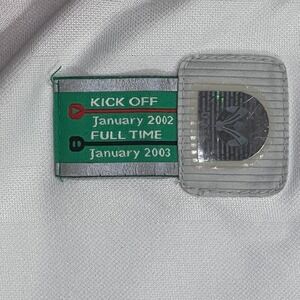 A KICK OFF
January 2002
FULL TIME
B
January 2003